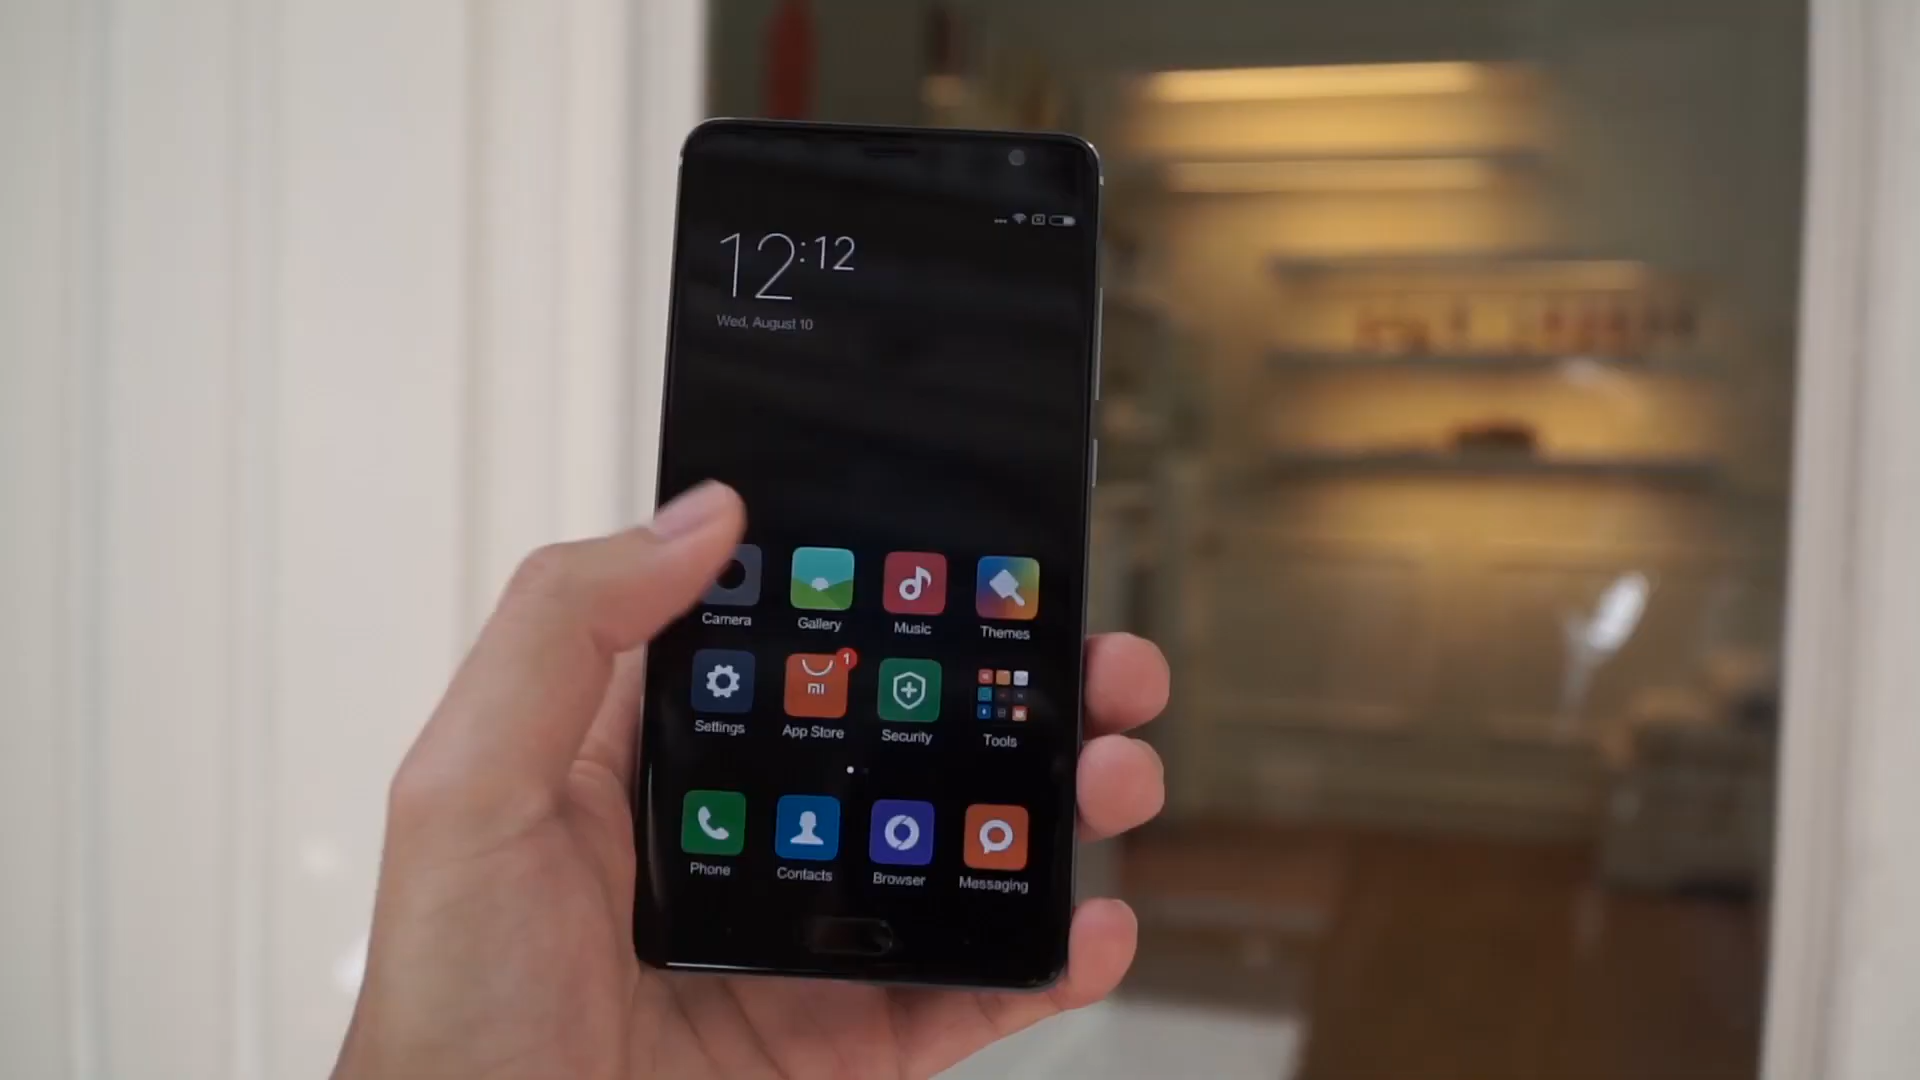 12:12
Wed, August 10
Camera
Gallery
Music
Themes
1
mi
Settings
App Store
Security
Tools
Phone
Contacts
Browser
Messaging